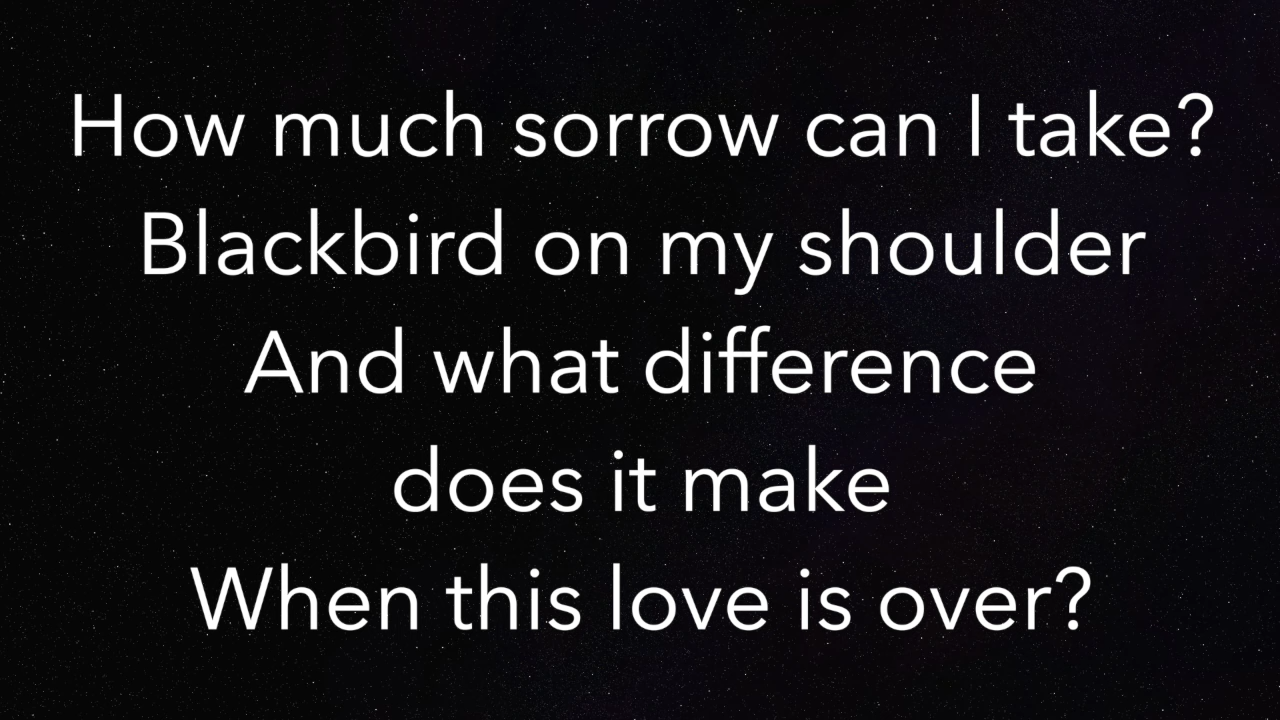 How much sorrow can I take?
Blackbird on my shoulder
And what difference
does it make
When this love is over?